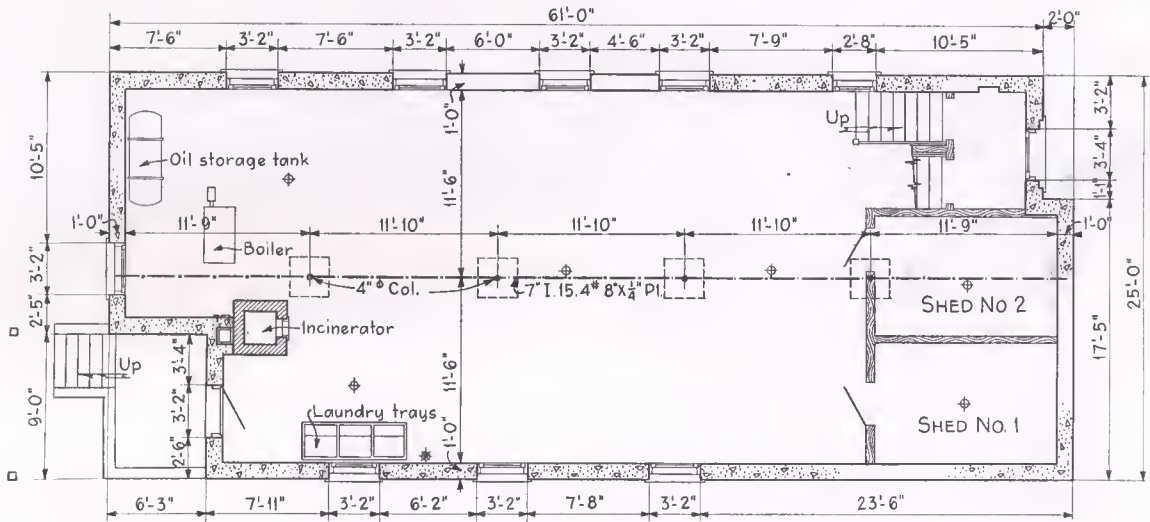 61'-0"
2'-0"
7'-6" 3'-2" 7'-6" 3'-2" 6'-0" 3'-2" 4'-6" 3'-2" 7'-9" 2'-8" 10'-5"
1'-0"
Up
3'-2"
3'-4"
1'-1"
10'-5"
Oil storage tank
11'-6"
25'-0"
1'-0" 11'-9" 11'-10" 11'-10" 11'-10" 11'-9" 1'-0"
Boiler
3'-2"
4"ᶲ Col.
7" I.15.4# 8"x¼" Pl.
SHED No 2
2'-5"
Incinerator
17'-5"
Up
3'-4"
11'-6"
9'-0"
3'-2"
Laundry trays
SHED No. 1
2'-6"
1'-0"
6'-3" 7'-11" 3'-2" 6'-2" 3'-2" 7'-8" 3'-2" 23'-6"